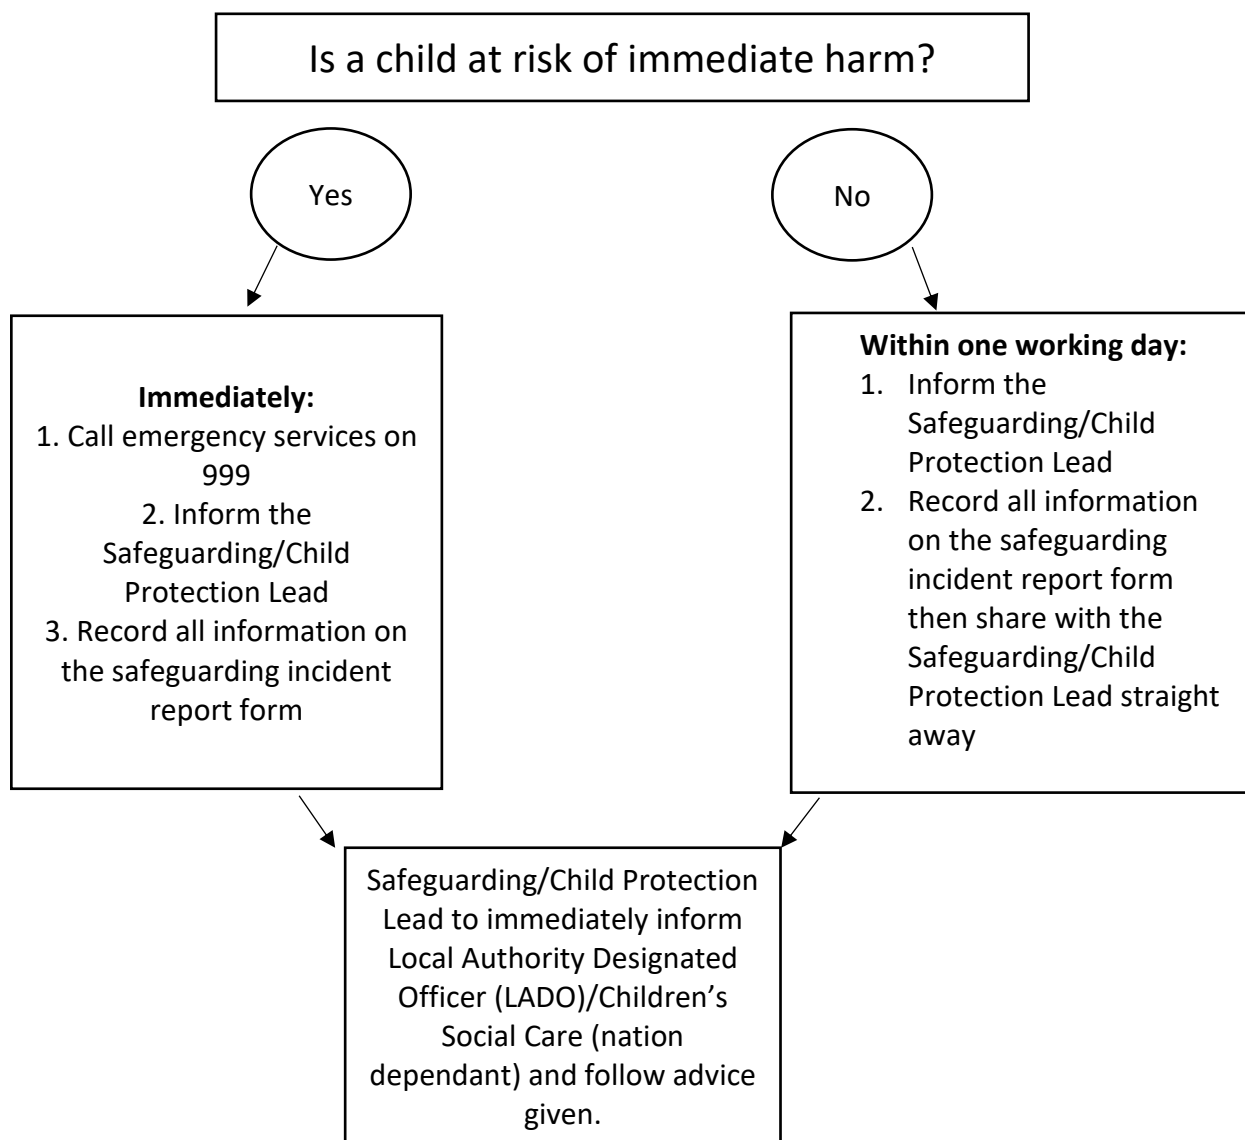 Is a child at risk of immediate harm?
Yes
No
Immediately:
1. Call emergency services on
999
2. Inform the
Safeguarding/Child
Protection Lead
3. Record all information on
the safeguarding incident
report form
Within one working day:
1. Inform the
Safeguarding/Child
Protection Lead
2. Record all information
on the safeguarding
incident report form
then share with the
Safeguarding/Child
Protection Lead straight
away
Safeguarding/Child Protection
Lead to immediately inform
Local Authority Designated
Officer (LADO)/Children’s
Social Care (nation
dependant) and follow advice
given.